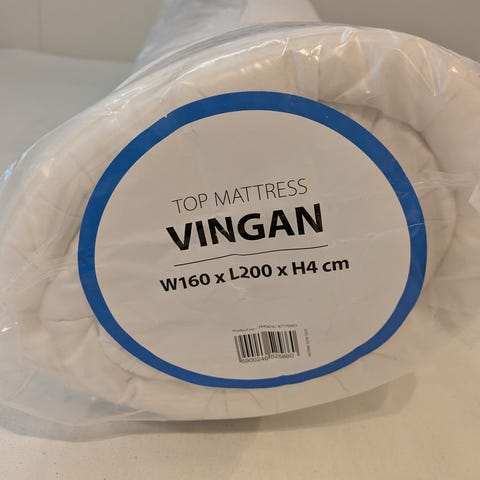 TOP MATTRESS
VINGAN
W160 x L200 x H4 cm